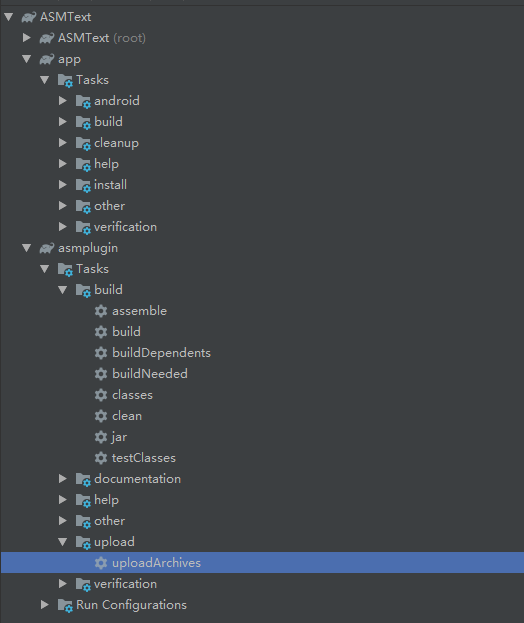 ASMText
ASMText (root)
app
Tasks
android
build
cleanup
help
install
other
verification
asmplugin
Tasks
build
assemble
build
buildDependents
buildNeeded
classes
clean
jar
testClasses
documentation
help
other
upload
uploadArchives
verification
Run Configurations